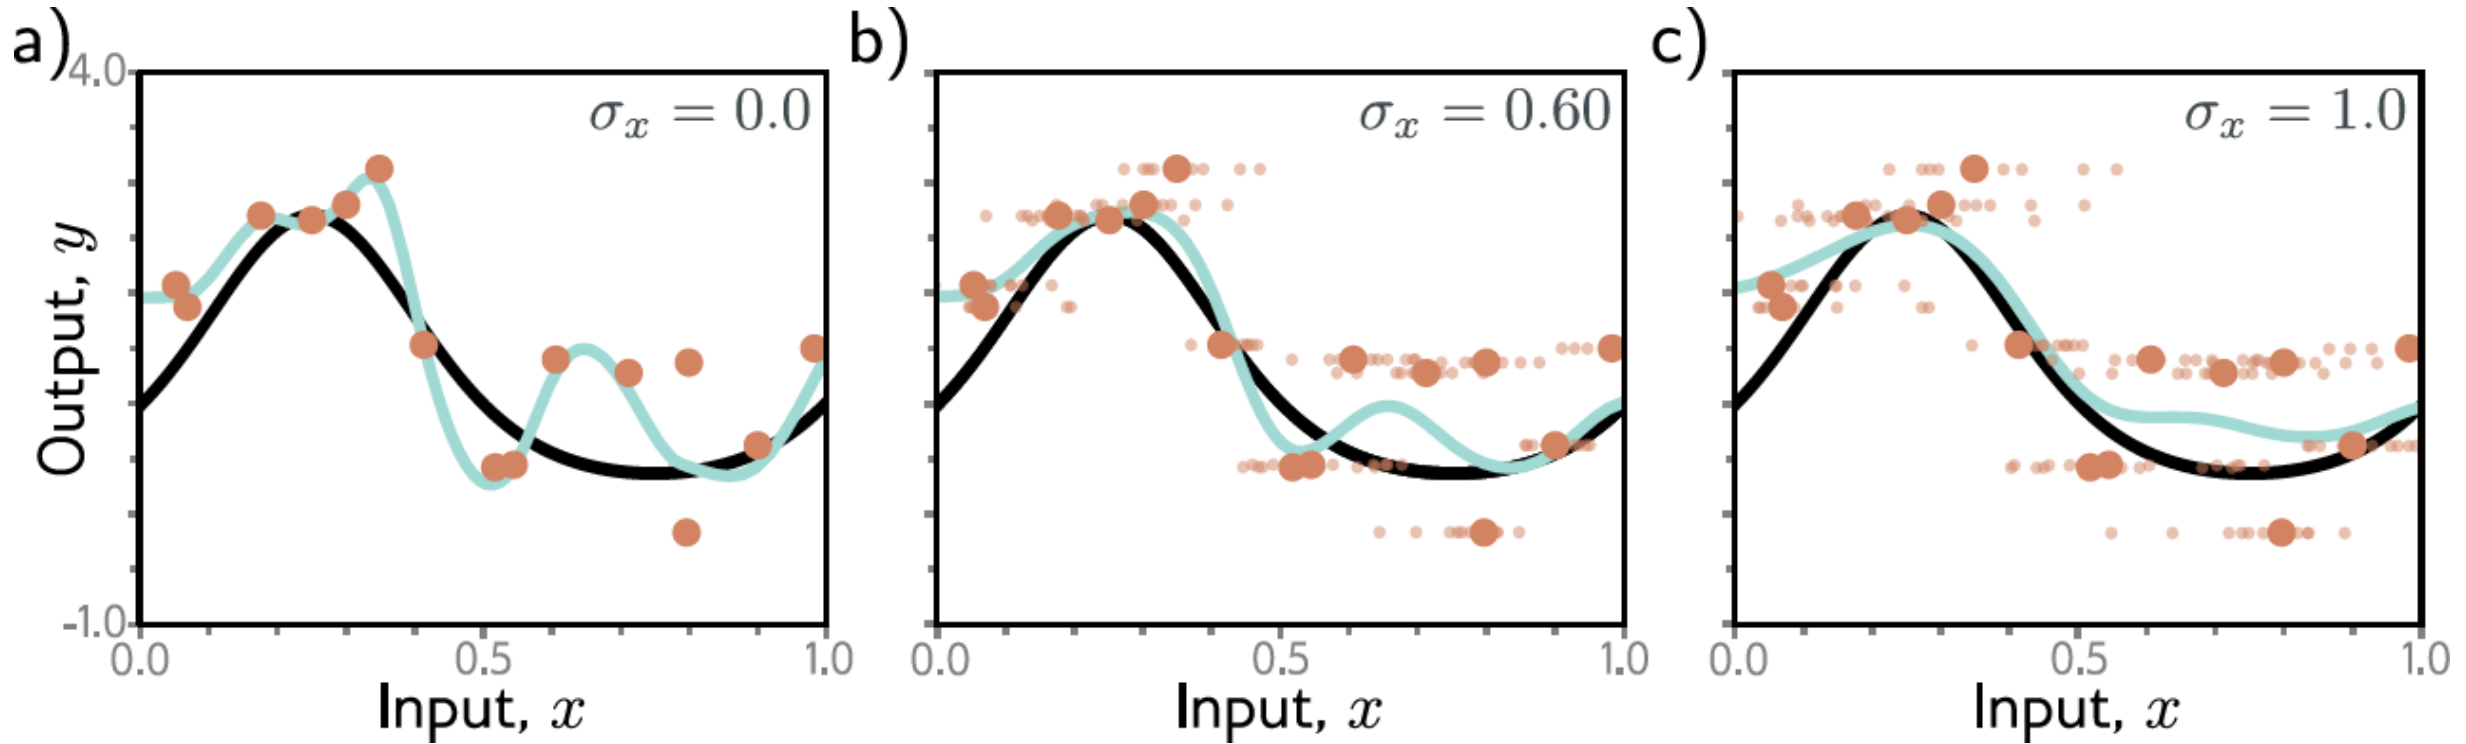 a)
4.0
σₓ = 0.0
Output, y
-1.0
0.0 0.5 1.0
Input, x
b)
σₓ = 0.60
0.0 0.5 1.0
Input, x
c)
σₓ = 1.0
0.0 0.5 1.0
Input, x